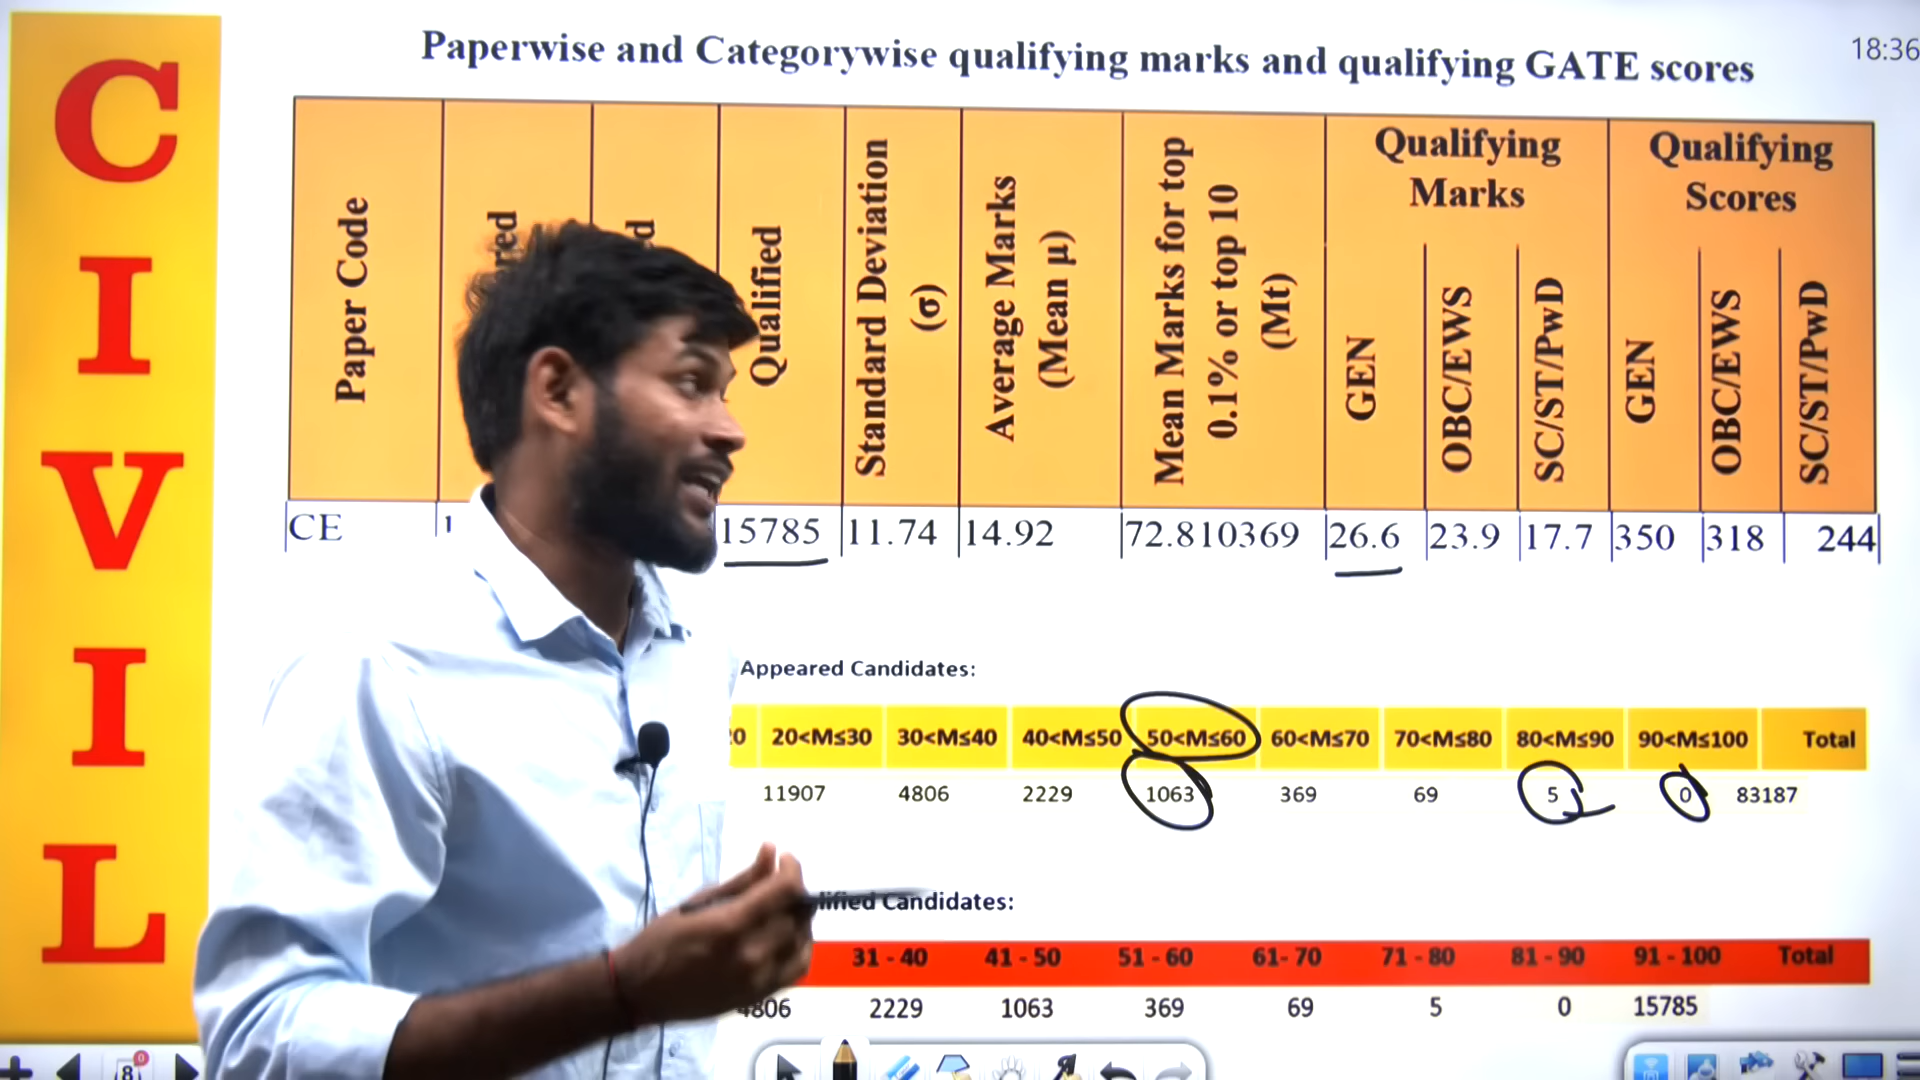 CIVIL
Paperwise and Categorywise qualifying marks and qualifying GATE scores
18:36
Paper Code
Qualified
Standard Deviation (σ)
Average Marks (Mean μ)
Mean Marks for top 0.1% or top 10 (Mt)
Qualifying Marks
Qualifying Scores
GEN
OBC/EWS
SC/ST/PwD
GEN
OBC/EWS
SC/ST/PwD
CE 15785 11.74 14.92 72.810369 26.6 23.9 17.7 350 318 244
Appeared Candidates:
20<M≤30 30<M≤40 40<M≤50 50<M≤60 60<M≤70 70<M≤80 80<M≤90 90<M≤100 Total
11907 4806 2229 1063 369 69 5 0 83187
Candidates:
31 - 40 41 - 50 51 - 60 61- 70 71 - 80 81 - 90 91 - 100 Total
4806 2229 1063 369 69 5 0 15785
8 0